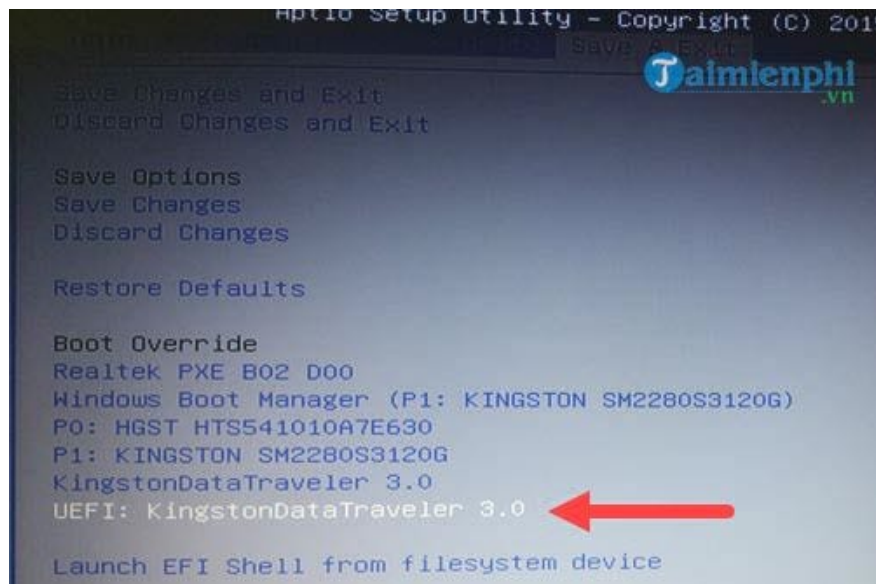 Aptio Setup Utility – Copyright (C) 201
Save & Exit
Taimienphi
.vn
Save Changes and Exit
Discard Changes and Exit
Save Options
Save Changes
Discard Changes
Restore Defaults
Boot Override
Realtek PXE B02 D00
Windows Boot Manager (P1: KINGSTON SM2280S3120G)
P0: HGST HTS541010A7E630
P1: KINGSTON SM2280S3120G
KingstonDataTraveler 3.0
UEFI: KingstonDataTraveler 3.0
Launch EFI Shell from filesystem device